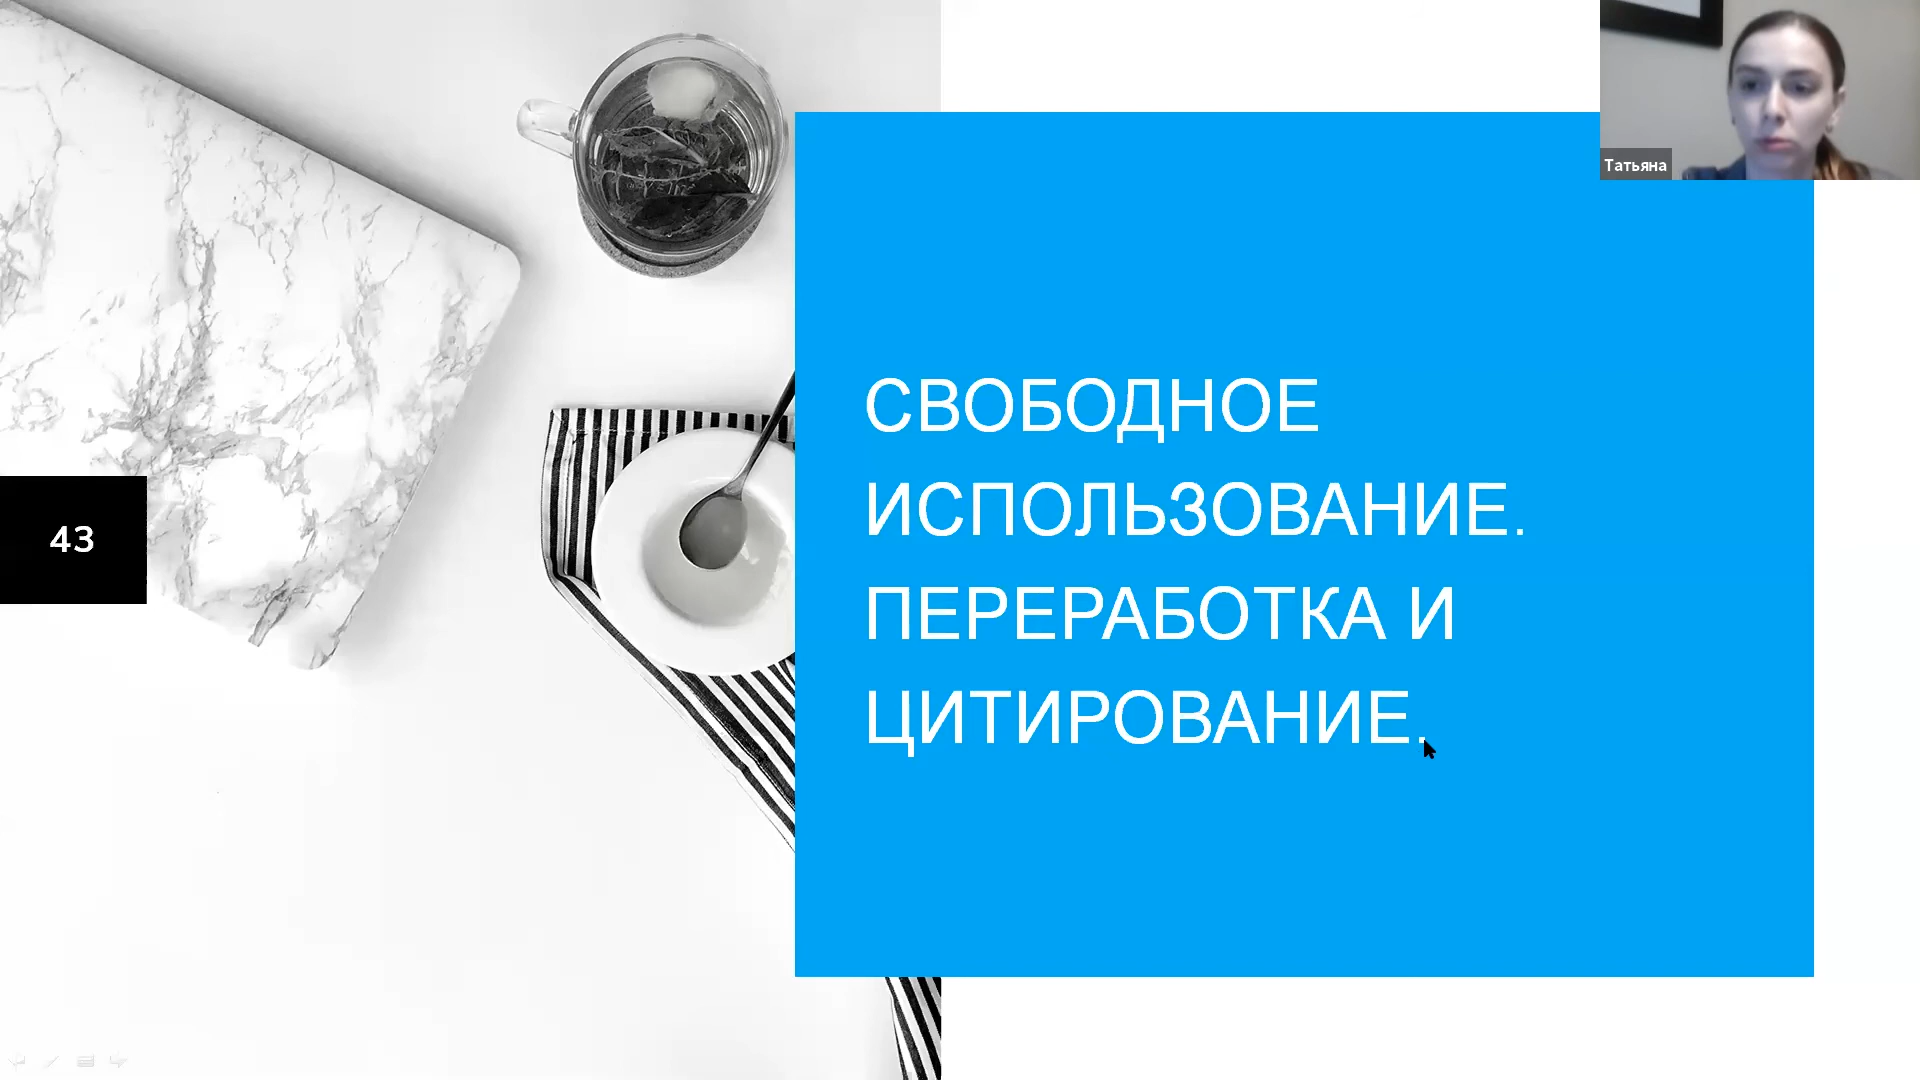 Татьяна
СВОБОДНОЕ
ИСПОЛЬЗОВАНИЕ.
ПЕРЕРАБОТКА И
ЦИТИРОВАНИЕ.
43